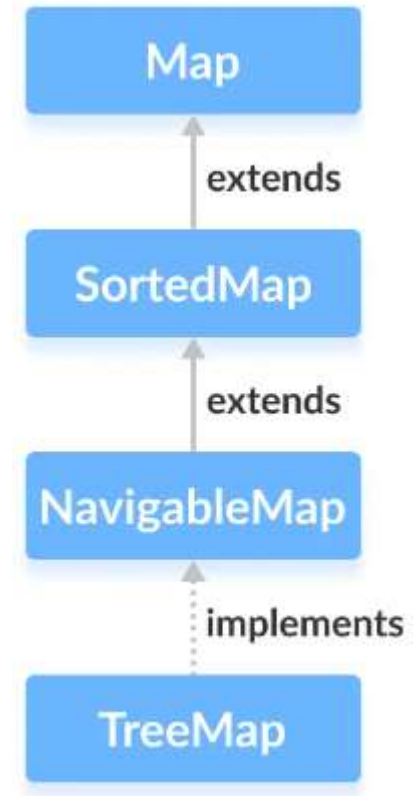 Map
extends
SortedMap
extends
NavigableMap
implements
TreeMap